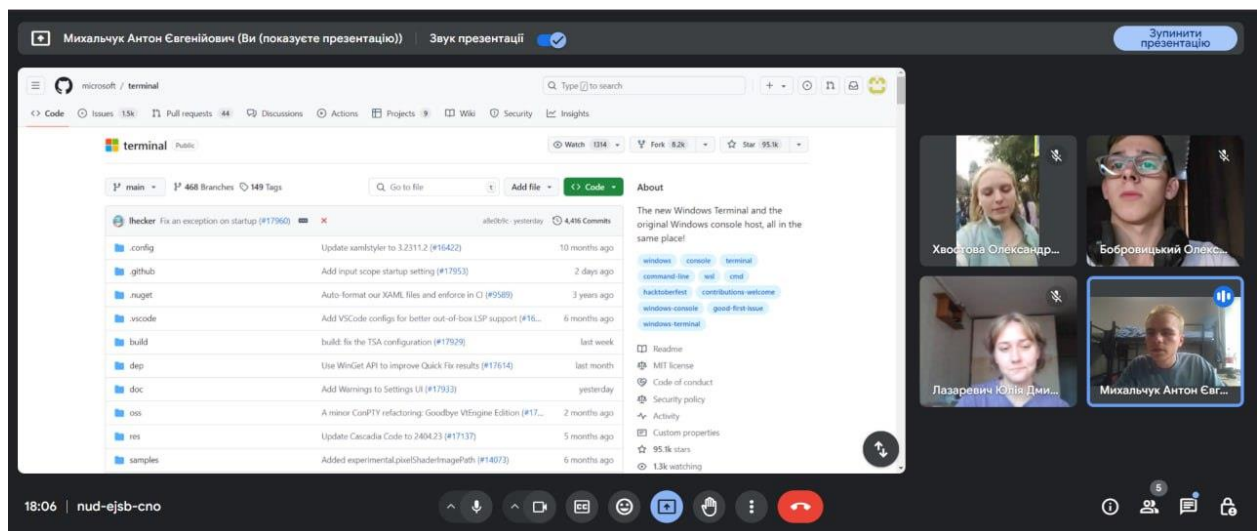 Михальчук Антон Євгенійович (Ви (показуєте презентацію))
Звук презентації
Зупинити
презентацію
microsoft / terminal
Type / to search
Code
Issues 1.5k
Pull requests 44
Discussions
Actions
Projects 9
Wiki
Security
Insights
terminal Public
Watch 1314
Fork 8.2k
Star 95.1k
main
468 Branches
149 Tags
Go to file
t
Add file
Code
lhecker Fix an exception on startup (#17960)
a8e0b9c · yesterday
4,416 Commits
.config
Update xamlstyler to 3.2311.2 (#16422)
10 months ago
.github
Add input scope startup setting (#17953)
2 days ago
.nuget
Auto-format our XAML files and enforce in CI (#9589)
3 years ago
.vscode
Add VSCode configs for better out-of-box LSP support (#16...
6 months ago
build
build: fix the TSA configuration (#17929)
last week
dep
Use WinGet API to improve Quick Fix results (#17614)
last month
doc
Add Warnings to Settings UI (#17933)
yesterday
oss
A minor ConPTY refactoring: Goodbye VtEngine Edition (#17...
2 months ago
res
Update Cascadia Code to 2404.23 (#17137)
5 months ago
samples
Added experimental.pixelShaderImagePath (#14073)
6 months ago
About
The new Windows Terminal and the
original Windows console host, all in the
same place!
windows console terminal
command-line wsl cmd
hacktoberfest contributions-welcome
windows-console good-first-issue
windows-terminal
Readme
MIT license
Code of conduct
Security policy
Activity
Custom properties
95.1k stars
1.3k watching
Хвостова Олександр...
Бобровицький Олекс...
Лазаревич Юлія Дми...
Михальчук Антон Євг...
18:06 | nud-ejsb-cno
CC
5